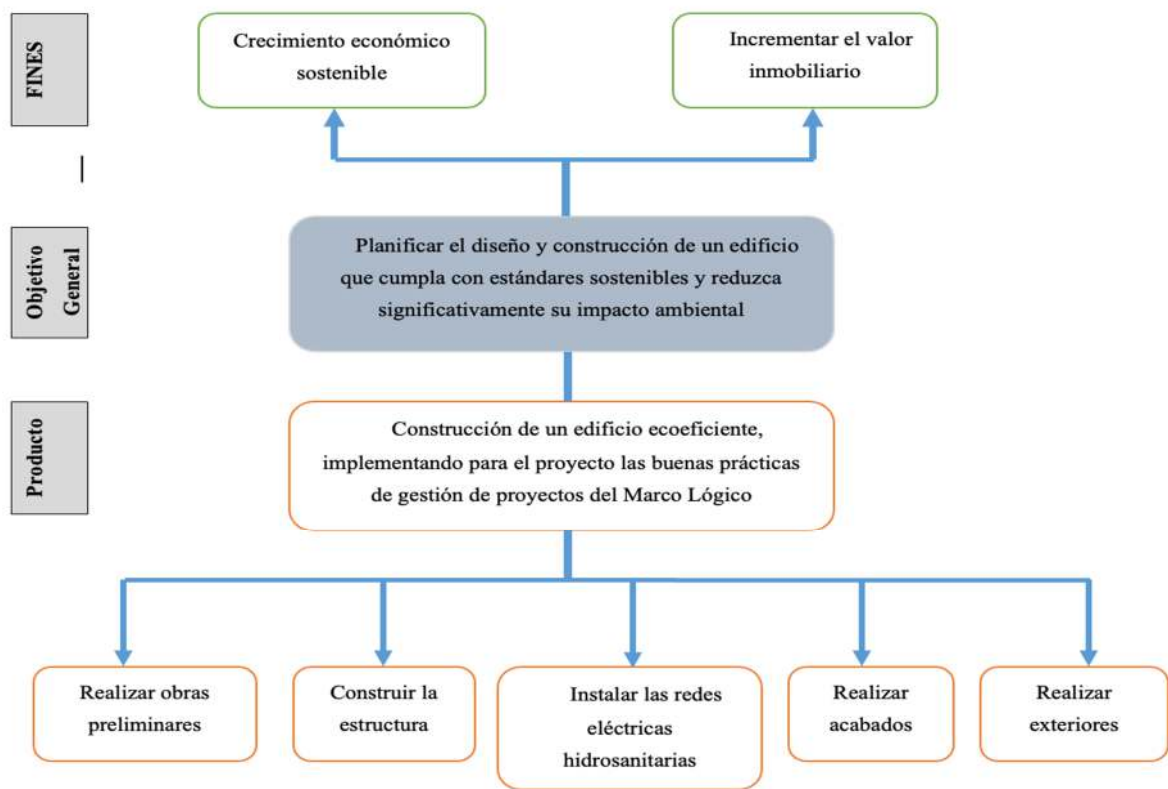 FINES
Crecimiento económico
sostenible
Incrementar el valor
inmobiliario
Objetivo
General
Planificar el diseño y construcción de un edificio
que cumpla con estándares sostenibles y reduzca
significativamente su impacto ambiental
Producto
Construcción de un edificio ecoeficiente,
implementando para el proyecto las buenas prácticas
de gestión de proyectos del Marco Lógico
Realizar obras
preliminares
Construir la
estructura
Instalar las redes
eléctricas
hidrosanitarias
Realizar
acabados
Realizar
exteriores